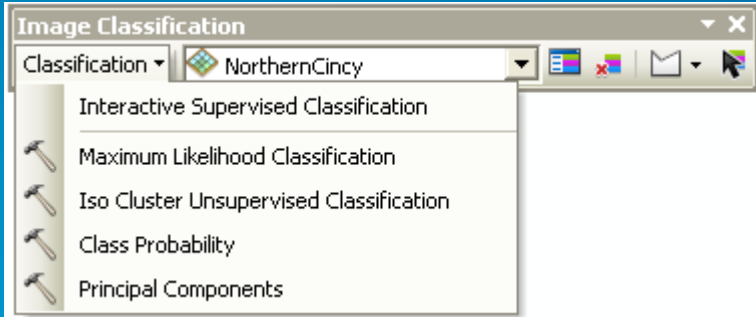 Image Classification
Classification NorthernCincy
Interactive Supervised Classification
Maximum Likelihood Classification
Iso Cluster Unsupervised Classification
Class Probability
Principal Components